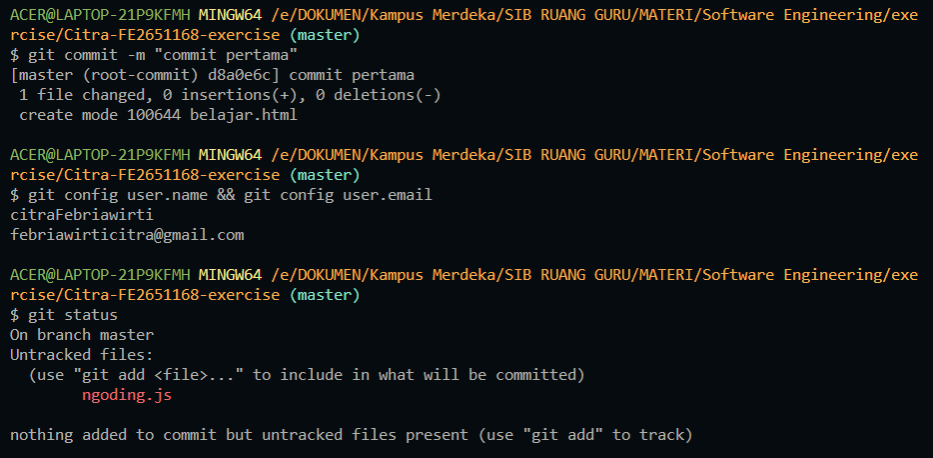 ACER@LAPTOP-21P9KFMH MINGW64 /e/DOKUMEN/Kampus Merdeka/SIB RUANG GURU/MATERI/Software Engineering/exe
rcise/Citra-FE2651168-exercise (master)
$ git commit -m "commit pertama"
[master (root-commit) d8a0e6c] commit pertama
 1 file changed, 0 insertions(+), 0 deletions(-)
 create mode 100644 belajar.html

ACER@LAPTOP-21P9KFMH MINGW64 /e/DOKUMEN/Kampus Merdeka/SIB RUANG GURU/MATERI/Software Engineering/exe
rcise/Citra-FE2651168-exercise (master)
$ git config user.name && git config user.email
citraFebriawirti
febriawirticitra@gmail.com

ACER@LAPTOP-21P9KFMH MINGW64 /e/DOKUMEN/Kampus Merdeka/SIB RUANG GURU/MATERI/Software Engineering/exe
rcise/Citra-FE2651168-exercise (master)
$ git status
On branch master
Untracked files:
  (use "git add <file>..." to include in what will be committed)
        ngoding.js

nothing added to commit but untracked files present (use "git add" to track)